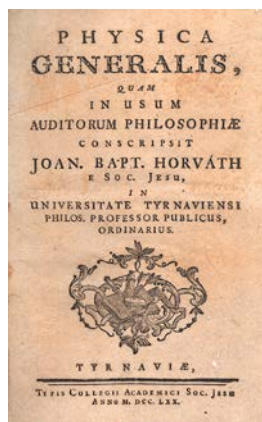 PHYSICA
GENERALIS,
QUAM
IN USUM
AUDITORUM PHILOSOPHIÆ
CONSCRIPSIT
JOAN. BAPT. HORVÁTH
E SOC. JESU,
IN
UNIVERSITATE TYRNAVIENSI
PHILOS. PROFESSOR PUBLICUS,
ORDINARIUS.
TYRNAVIÆ,
TYPIS COLLEGII ACADEMICI SOC. JESU
ANNO M. DCC. LXX.